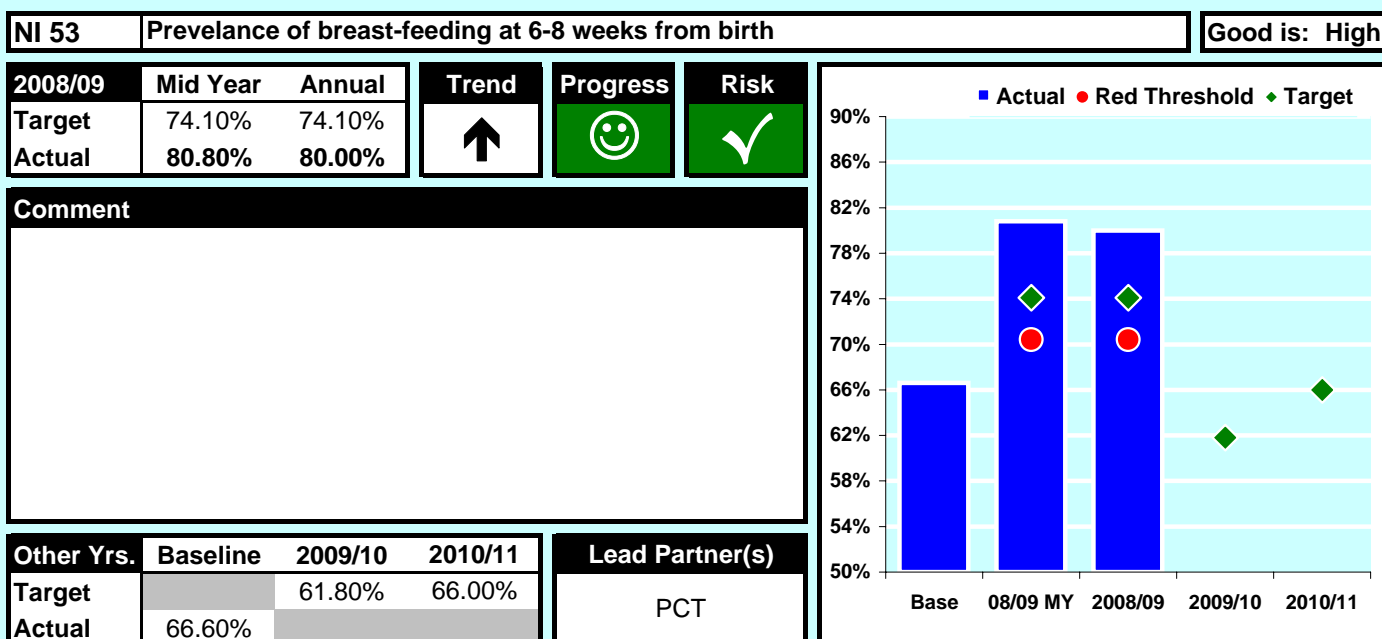 NI 53 Prevelance of breast-feeding at 6-8 weeks from birth Good is: High
2008/09 Mid Year Annual
Target 74.10% 74.10%
Actual 80.80% 80.00%
Trend
Progress
Risk
Comment
Other Yrs. Baseline 2009/10 2010/11
Target 61.80% 66.00%
Actual 66.60%
Lead Partner(s)
PCT
Actual Red Threshold Target
90%
86%
82%
78%
74%
70%
66%
62%
58%
54%
50%
Base 08/09 MY 2008/09 2009/10 2010/11